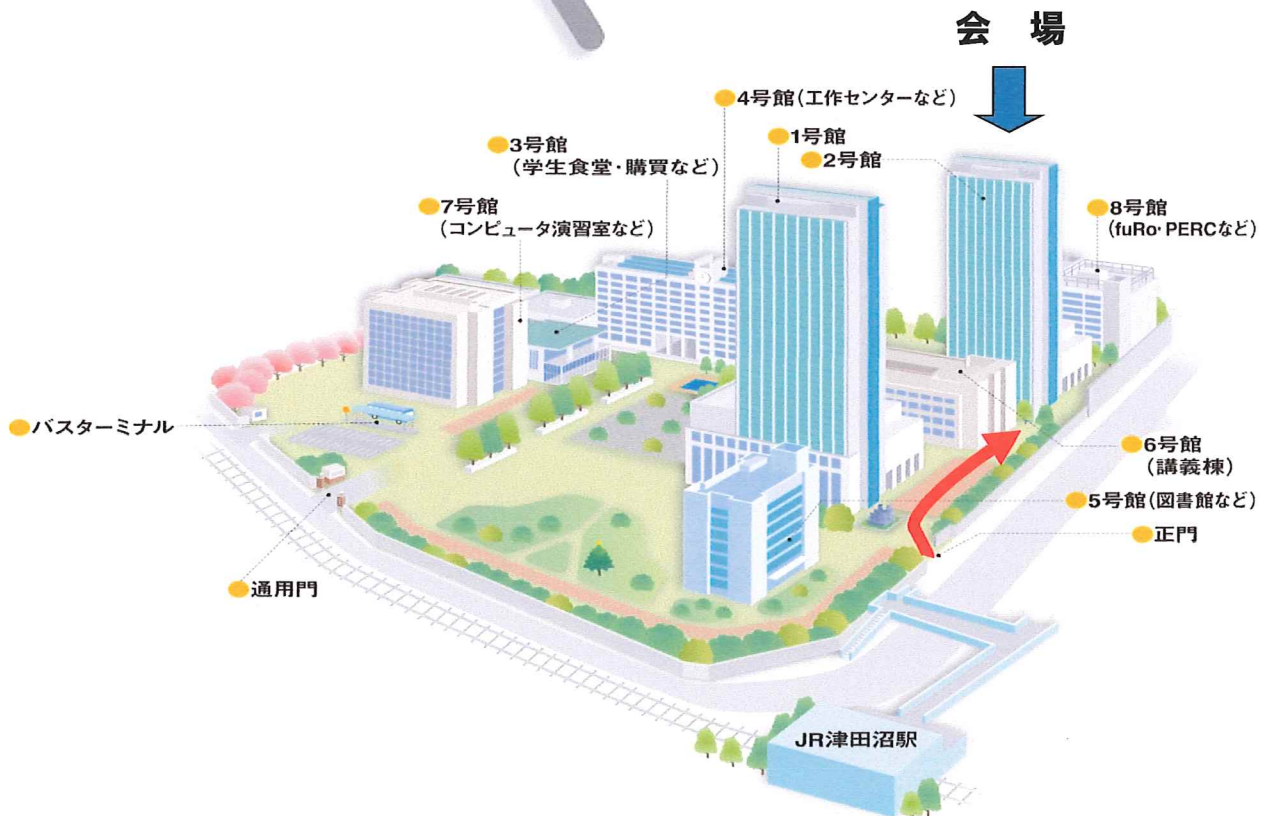 会 場
4号館(工作センターなど)
1号館
3号館
(学生食堂・購買など)
2号館
7号館
(コンピュータ演習室など)
8号館
(fuRo・PERCなど)
バスターミナル
6号館
(講義棟)
5号館(図書館など)
正門
通用門
JR津田沼駅